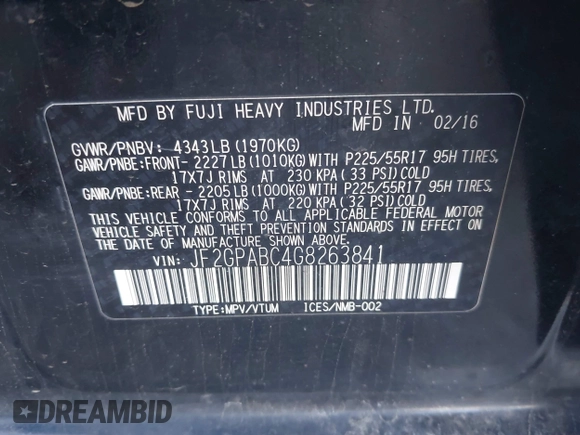 MFD BY FUJI HEAVY INDUSTRIES LTD.
MFD IN 02/16
GVWR/PNBV: 4343LB(1970KG)
GAWR/PNBE:FRONT- 2227LB(1010KG)WITH P225/55R17 95H TIRES,
17X7J RIMS AT 230 KPA( 33 PSI)COLD
GAWR/PNBE:REAR - 2205LB(1000KG)WITH P225/55R17 95H TIRES,
17X7J RIMS AT 220 KPA( 32 PSI)COLD
THIS VEHICLE CONFORMS TO ALL APPLICABLE FEDERAL MOTOR
VEHICLE SAFETY AND THEFT PREVENTION STANDARDS IN EFFECT ON
THE DATE OF MANUFACTURE SHOWN ABOVE.
VIN: JF2GPABC4G8263841
TYPE:MPV/VTUM ICES/NMB-002
DREAMBID